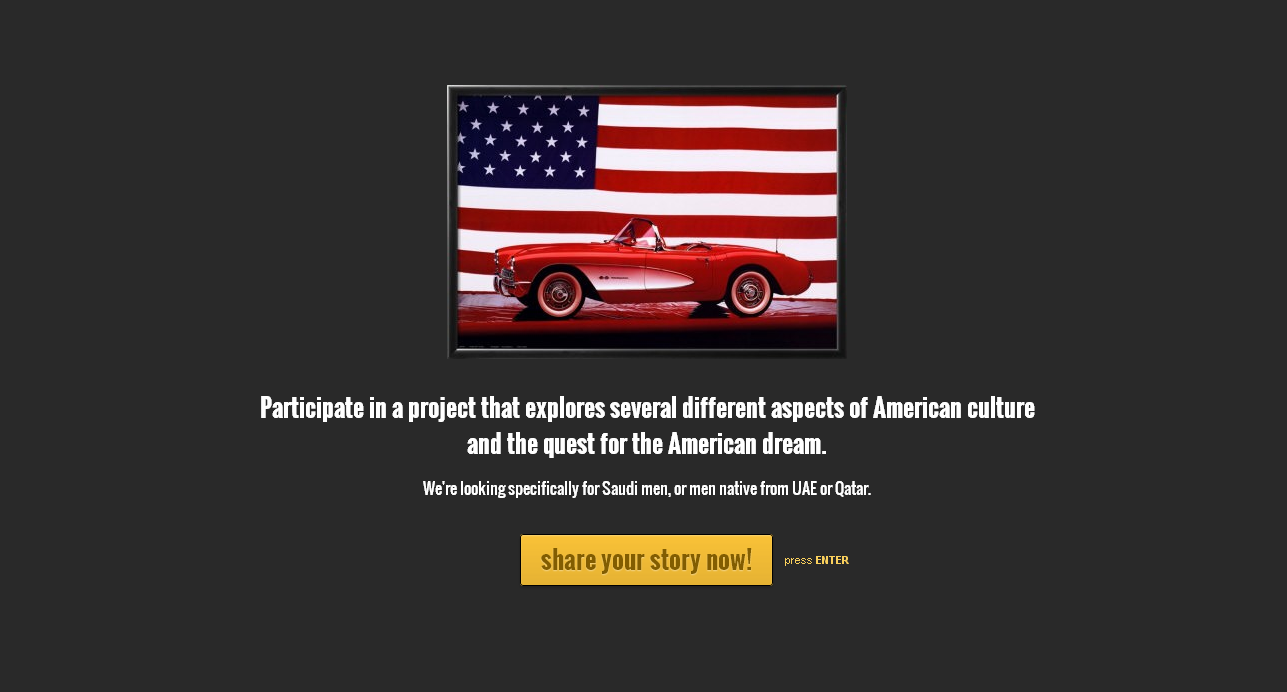 Participate in a project that explores several different aspects of American culture
and the quest for the American dream.
We're looking specifically for Saudi men, or men native from UAE or Qatar.
share your story now!
press ENTER